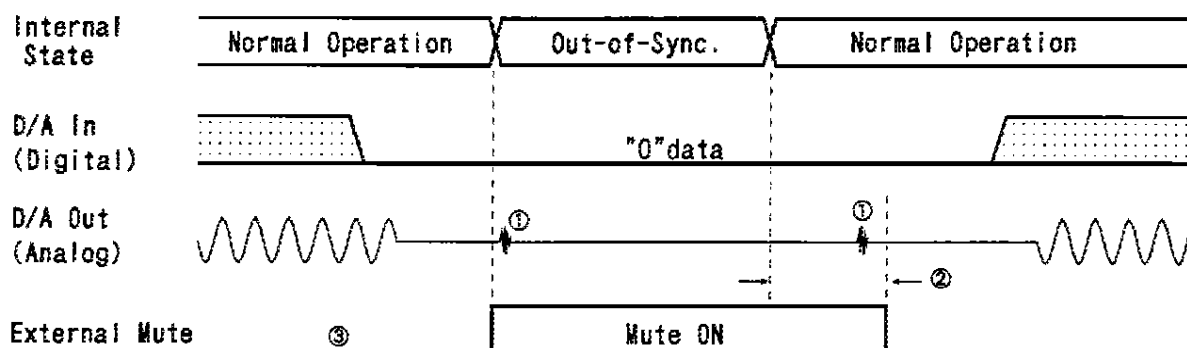 Internal
State
Normal Operation
Out-of-Sync.
Normal Operation
D/A In
(Digital)
"0"data
D/A Out
(Analog)
①
①
②
External Mute
③
Mute ON